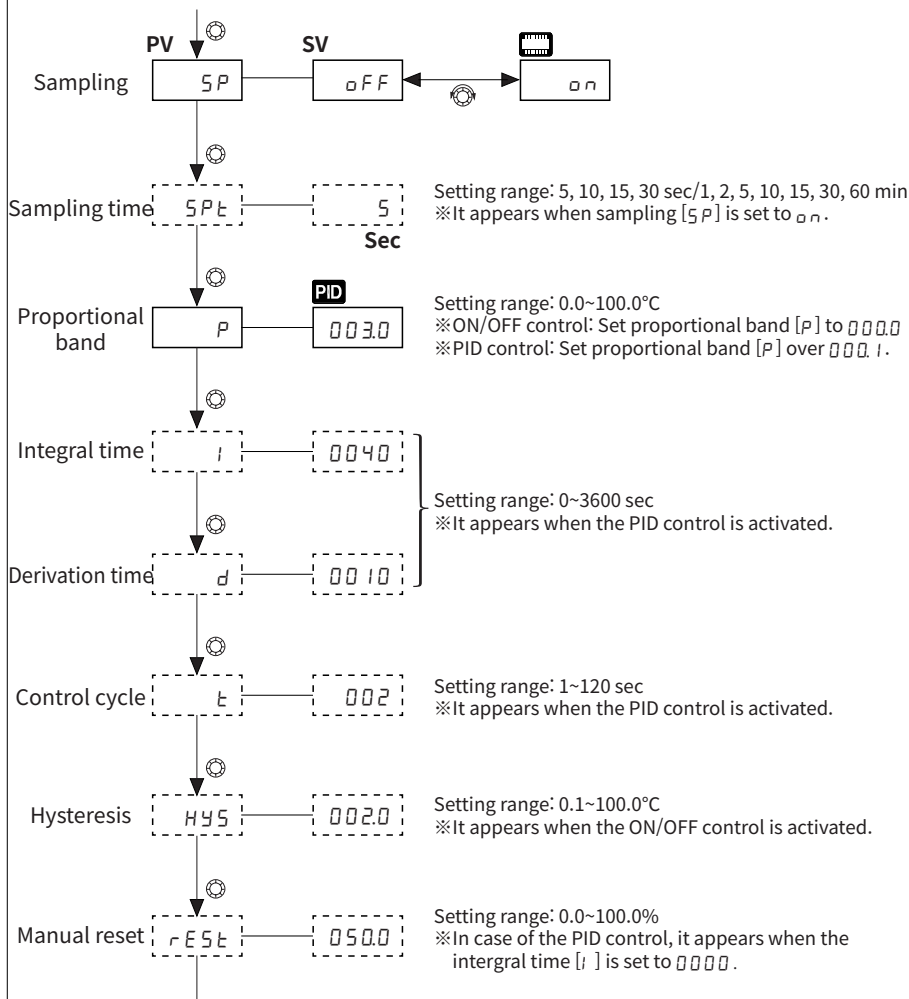 PV SV
Sampling SP oFF on
Sampling time SPt 5 Setting range: 5, 10, 15, 30 sec/1, 2, 5, 10, 15, 30, 60 min
※It appears when sampling [SP] is set to on.
Sec
PID
Proportional band P 003.0 Setting range: 0.0~100.0°C
※ON/OFF control: Set proportional band [P] to 000.0
※PID control: Set proportional band [P] over 000.1.
Integral time I 0040
Setting range: 0~3600 sec
※It appears when the PID control is activated.
Derivation time d 0010
Control cycle t 002 Setting range: 1~120 sec
※It appears when the PID control is activated.
Hysteresis HYS 002.0 Setting range: 0.1~100.0°C
※It appears when the ON/OFF control is activated.
Manual reset rESt 050.0 Setting range: 0.0~100.0%
※In case of the PID control, it appears when the
intergral time [I ] is set to 0000.